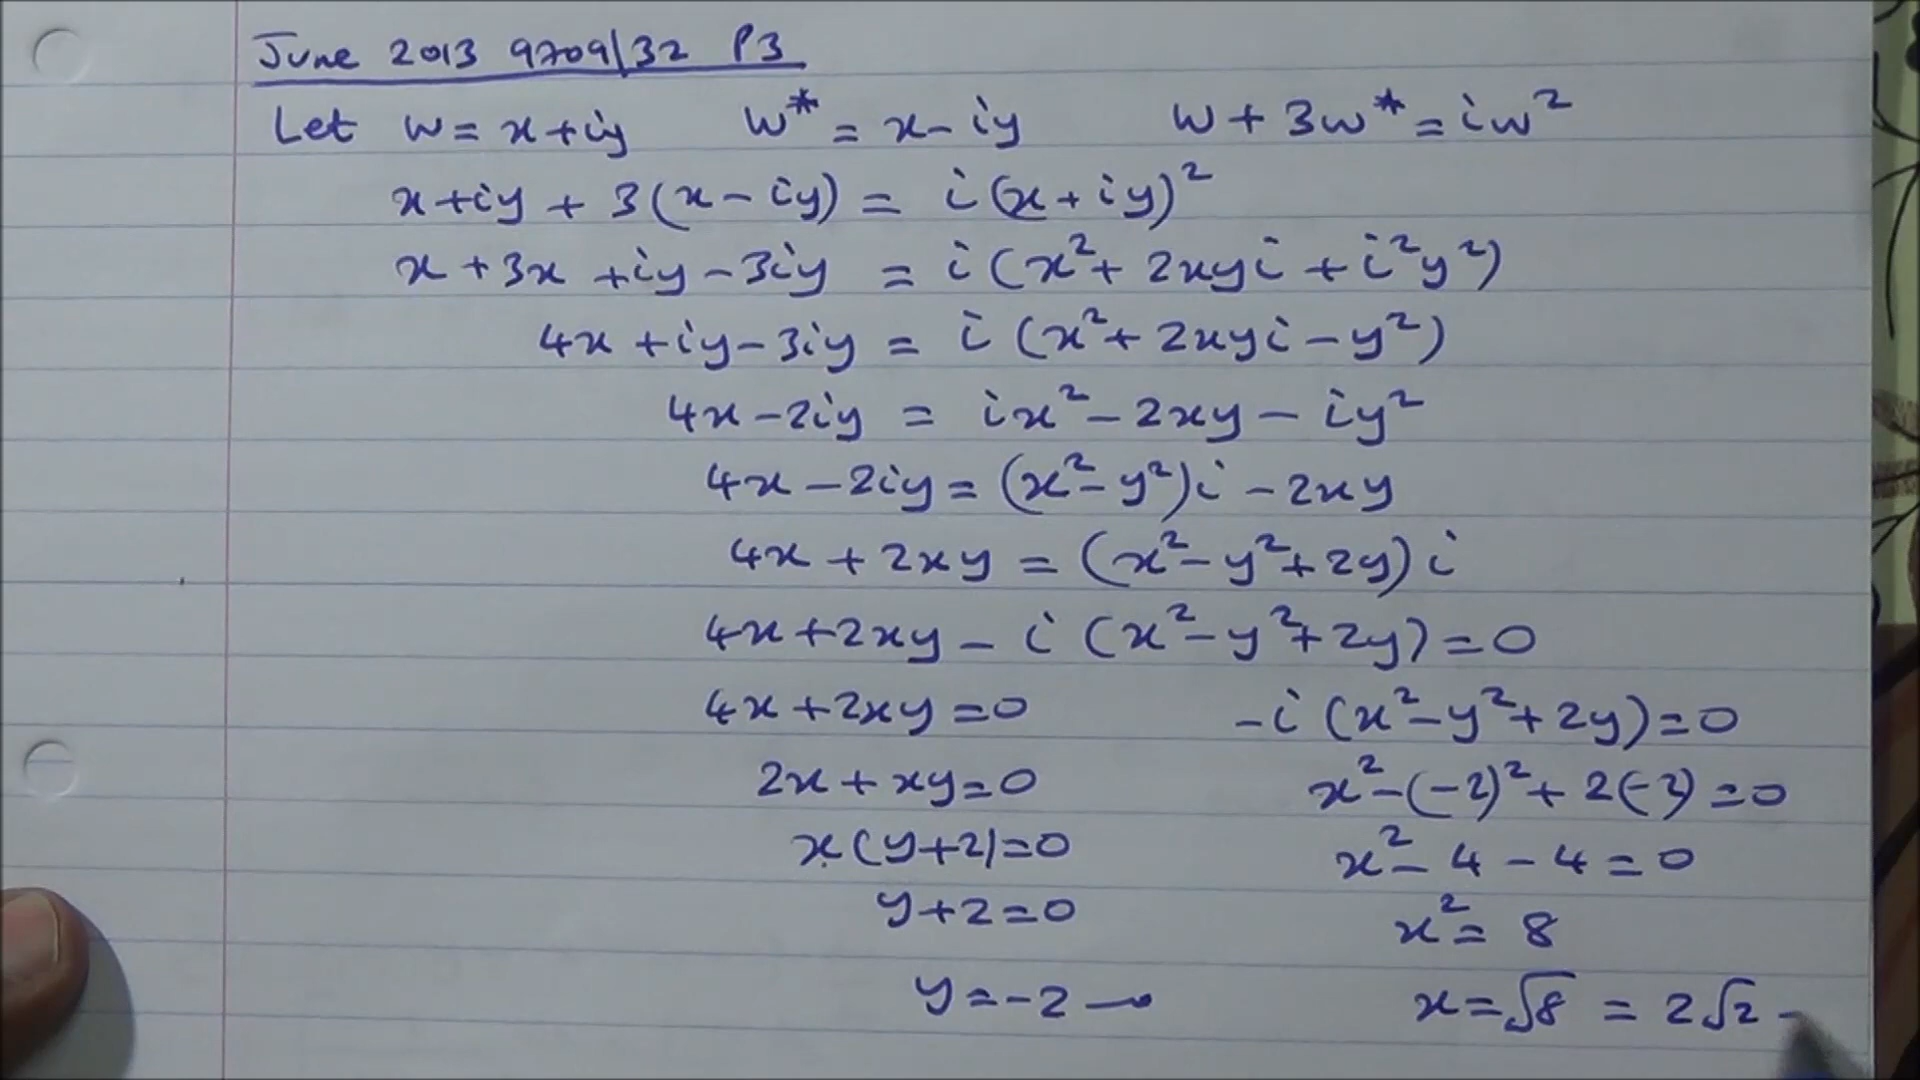 June 2013 9709/32 P3
Let w = x+iy w* = x-iy w + 3w* = iw²
x+iy + 3(x-iy) = i(x+iy)²
x+3x +iy-3iy = i(x²+2xyi+i²y²)
4x+iy-3iy = i(x²+2xyi-y²)
4x-2iy = ix²-2xy-iy²
4x-2iy = (x²-y²)i-2xy
4x+2xy = (x²-y²+2y)i
4x+2xy-i(x²-y²+2y)=0
4x+2xy=0 -i(x²-y²+2y)=0
2x+xy=0 x²-(-2)²+2(-2)=0
x(y+2)=0 x²-4-4=0
y+2=0 x²=8
y=-2 x=√8 = 2√2